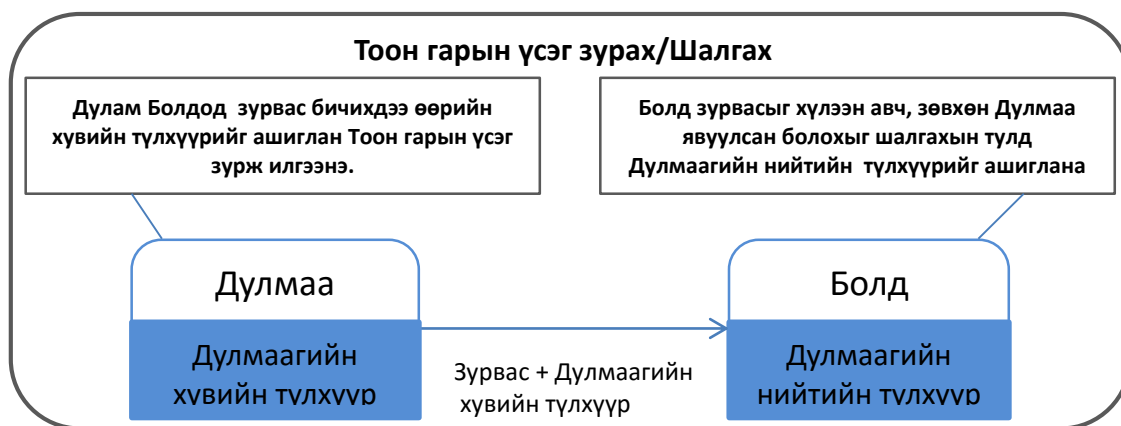 Тоон гарын үсэг зурах/Шалгах
Дулам Болдод зурвас бичихдээ өөрийн
хувийн түлхүүрийг ашиглан Тоон гарын үсэг
зурж илгээнэ.
Болд зурвасыг хүлээн авч, зөвхөн Дулмаа
явуулсан болохыг шалгахын тулд
Дулмаагийн нийтийн түлхүүрийг ашиглана
Дулмаа
Дулмаагийн
хувийн түлхүүр
Зурвас + Дулмаагийн
хувийн түлхүүр
Болд
Дулмаагийн
нийтийн түлхүүр